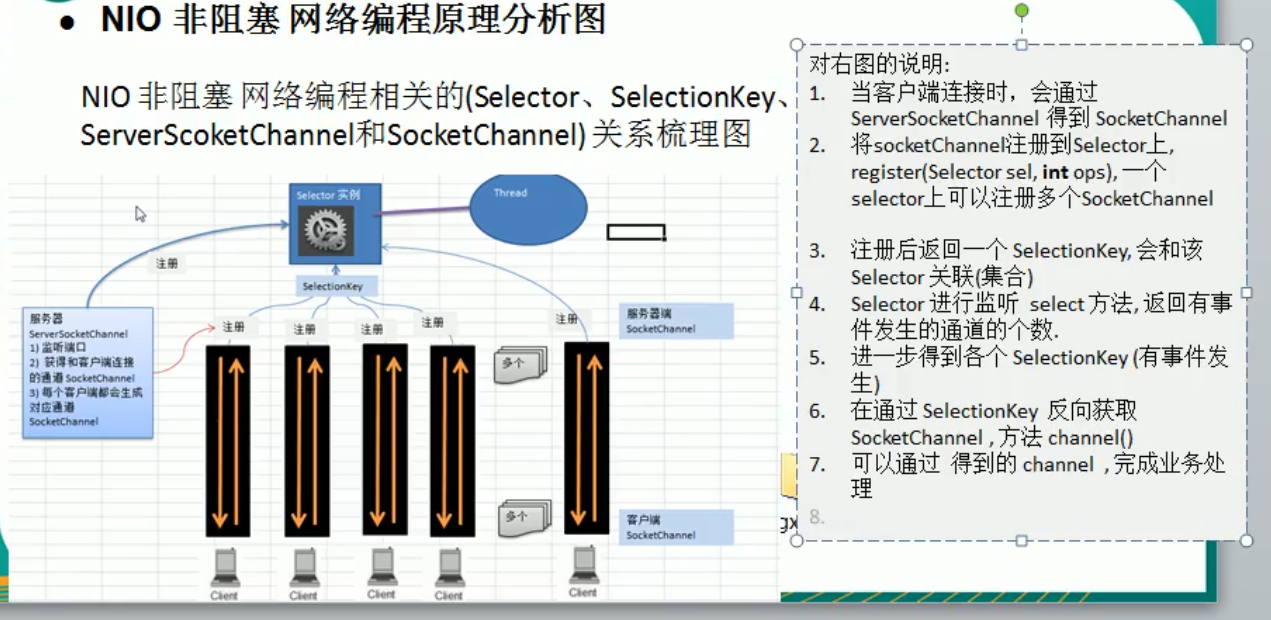 ● NIO 非阻塞 网络编程原理分析图
NIO 非阻塞 网络编程相关的(Selector、SelectionKey、
ServerScoketChannel和SocketChannel) 关系梳理图
Selector 实例
Thread
注册
SelectionKey
服务器
ServerSocketChannel
1) 监听端口
2) 获得和客户端连接
的通道 SocketChannel
3) 每个客户端都会生成
对应通道
SocketChannel
注册
注册
注册
注册
注册
服务器端
SocketChannel
多个
多个
客户端
SocketChannel
Client
Client
Client
Client
Client
对右图的说明:
1. 当客户端连接时，会通过
ServerSocketChannel 得到 SocketChannel
2. 将socketChannel注册到Selector上,
register(Selector sel, int ops), 一个
selector上可以注册多个SocketChannel
3. 注册后返回一个 SelectionKey, 会和该
Selector 关联(集合)
4. Selector 进行监听 select 方法, 返回有事
件发生的通道的个数.
5. 进一步得到各个 SelectionKey (有事件发
生)
6. 在通过 SelectionKey 反向获取
SocketChannel , 方法 channel()
7. 可以通过 得到的 channel , 完成业务处
理
8.
gx